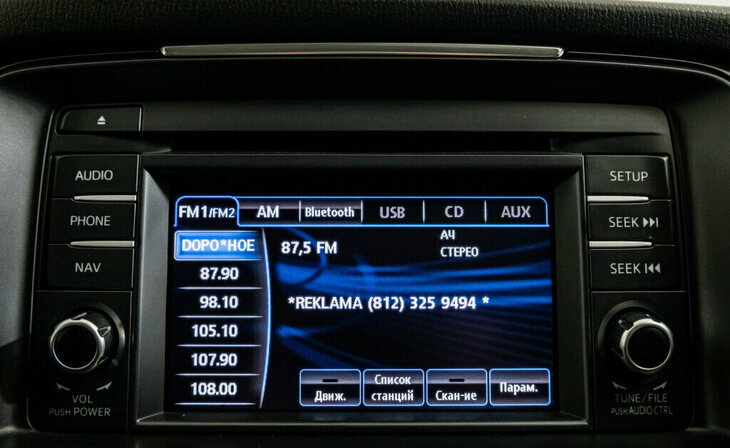 AUDIO
PHONE
NAV
VOL
PUSH POWER
FM1/FM2 AM Bluetooth USB CD AUX
DOPO*HOE
87,5 FM
АЧ
СТЕРЕО
87.90
98.10
*REKLAMA (812) 325 9494 *
105.10
107.90
108.00
Движ.
Список
станций
Скан-ие
Парам.
SETUP
SEEK
SEEK
TUNE/FILE
PUSH AUDIO CTRL